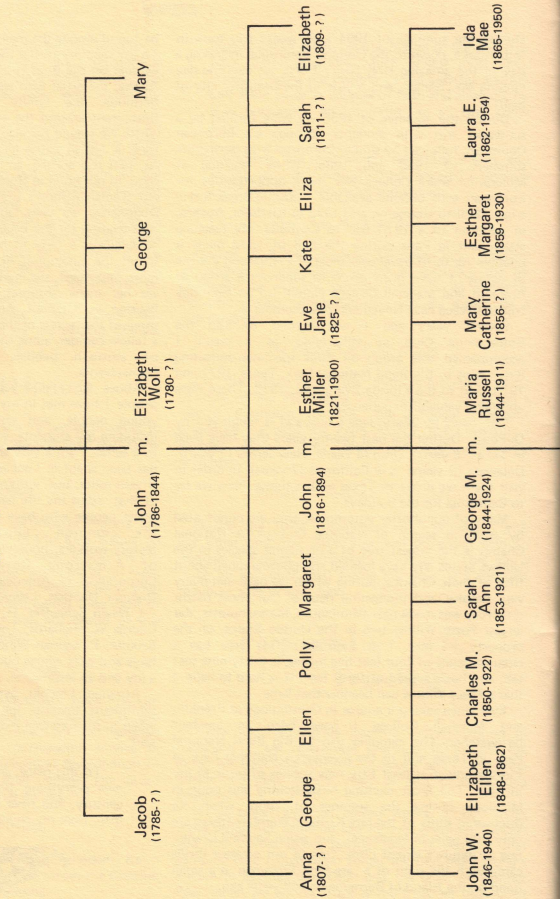 Jacob
(1785- ? )
John
(1786-1844)
m.
Elizabeth
Wolf
(1780- ? )
George
Mary
Anna
(1807- ? )
George
Ellen
Polly
Margaret
John
(1816-1894)
m.
Esther
Miller
(1821-1900)
Eve
Jane
(1825- ? )
Kate
Eliza
Sarah
(1811- ? )
Elizabeth
(1809- ? )
John W.
(1846-1940)
Elizabeth
Ellen
(1848-1862)
Charles M.
(1850-1922)
Sarah
Ann
(1853-1921)
George M.
(1844-1924)
m.
Maria
Russell
(1844-1911)
Mary
Catherine
(1856- ? )
Esther
Margaret
(1859-1930)
Laura E.
(1862-1954)
Ida
Mae
(1865-1950)